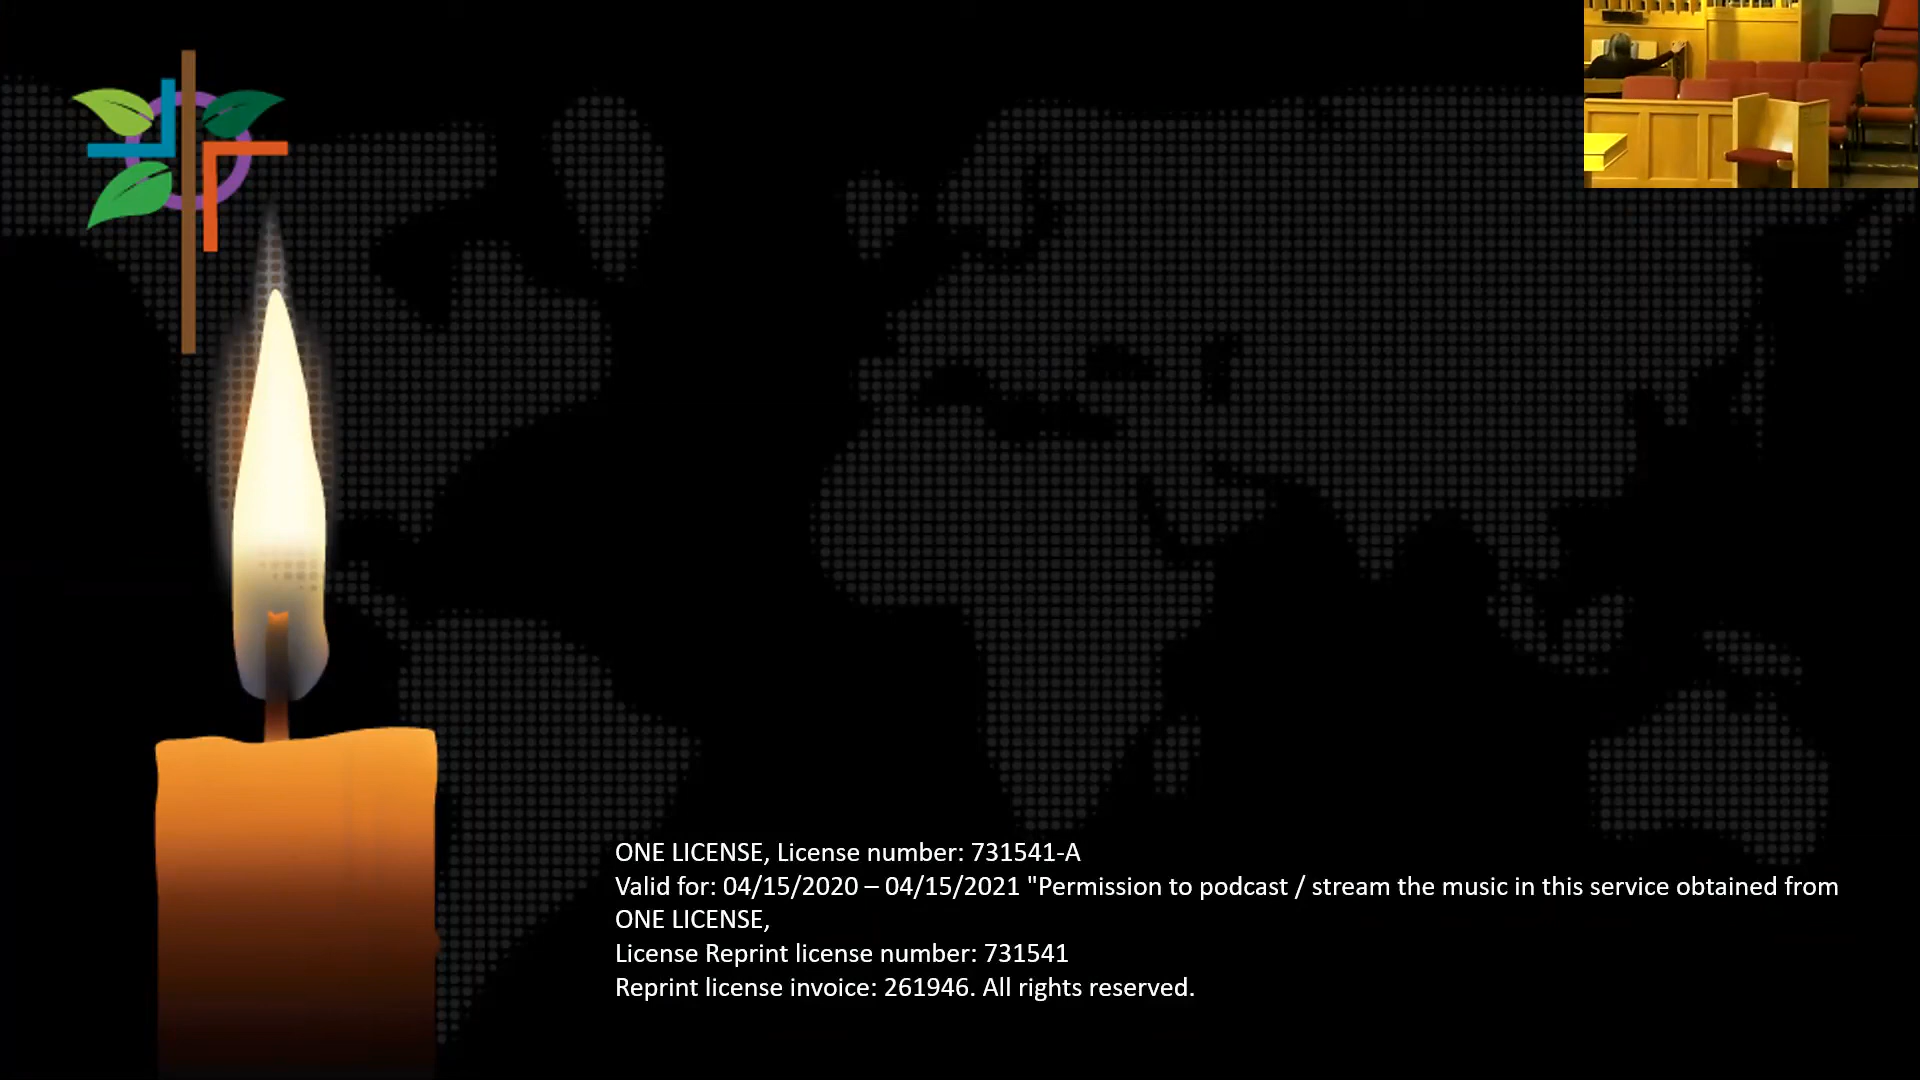 ONE LICENSE, License number: 731541-A
Valid for: 04/15/2020 – 04/15/2021 "Permission to podcast / stream the music in this service obtained from
ONE LICENSE,
License Reprint license number: 731541
Reprint license invoice: 261946. All rights reserved.